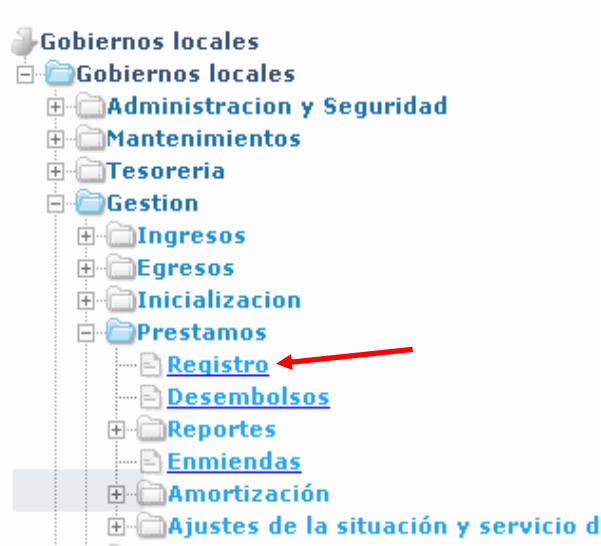 Gobiernos locales
Gobiernos locales
Administracion y Seguridad
Mantenimientos
Tesoreria
Gestion
Ingresos
Egresos
Inicializacion
Prestamos
Registro
Desembolsos
Reportes
Enmiendas
Amortización
Ajustes de la situación y servicio d